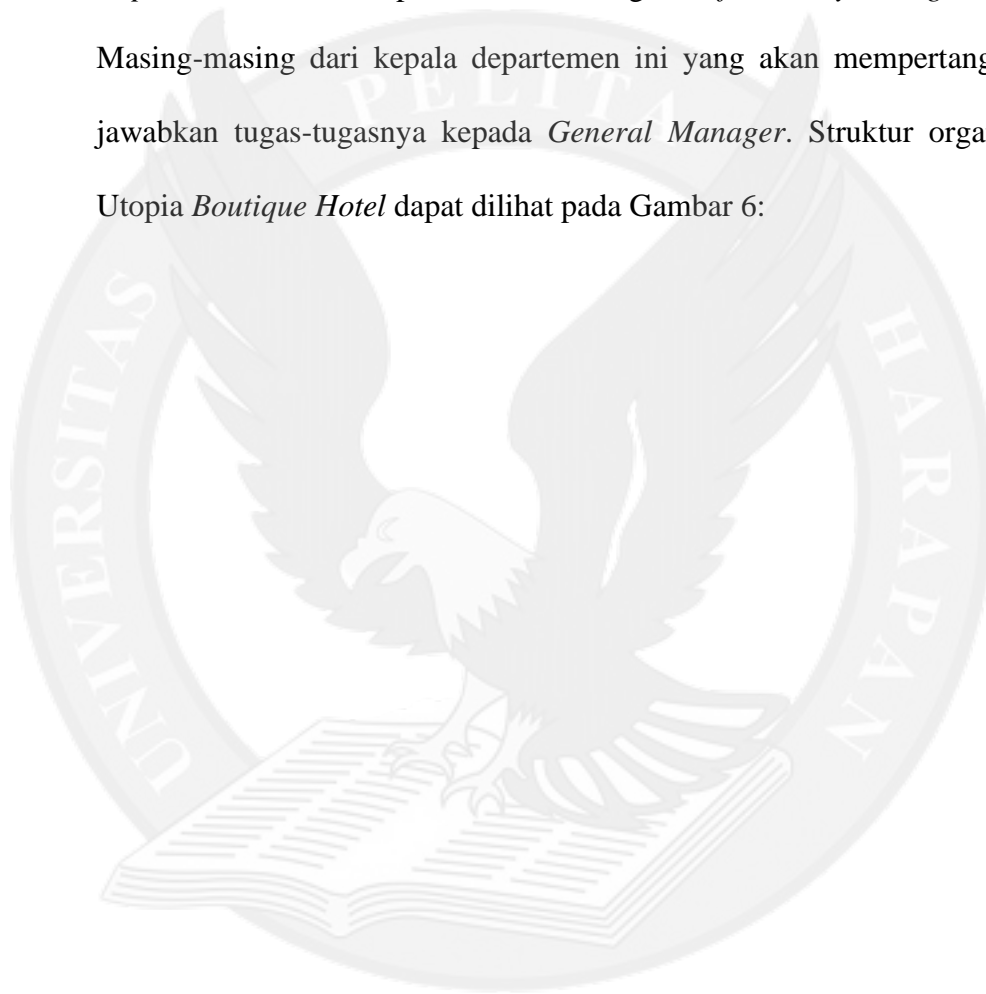 Masing-masing dari kepala departemen ini yang akan mempertang
jawabkan tugas-tugasnya kepada General Manager. Struktur orga
Utopia Boutique Hotel dapat dilihat pada Gambar 6:
UNIVERSITAS PELITA HARAPAN